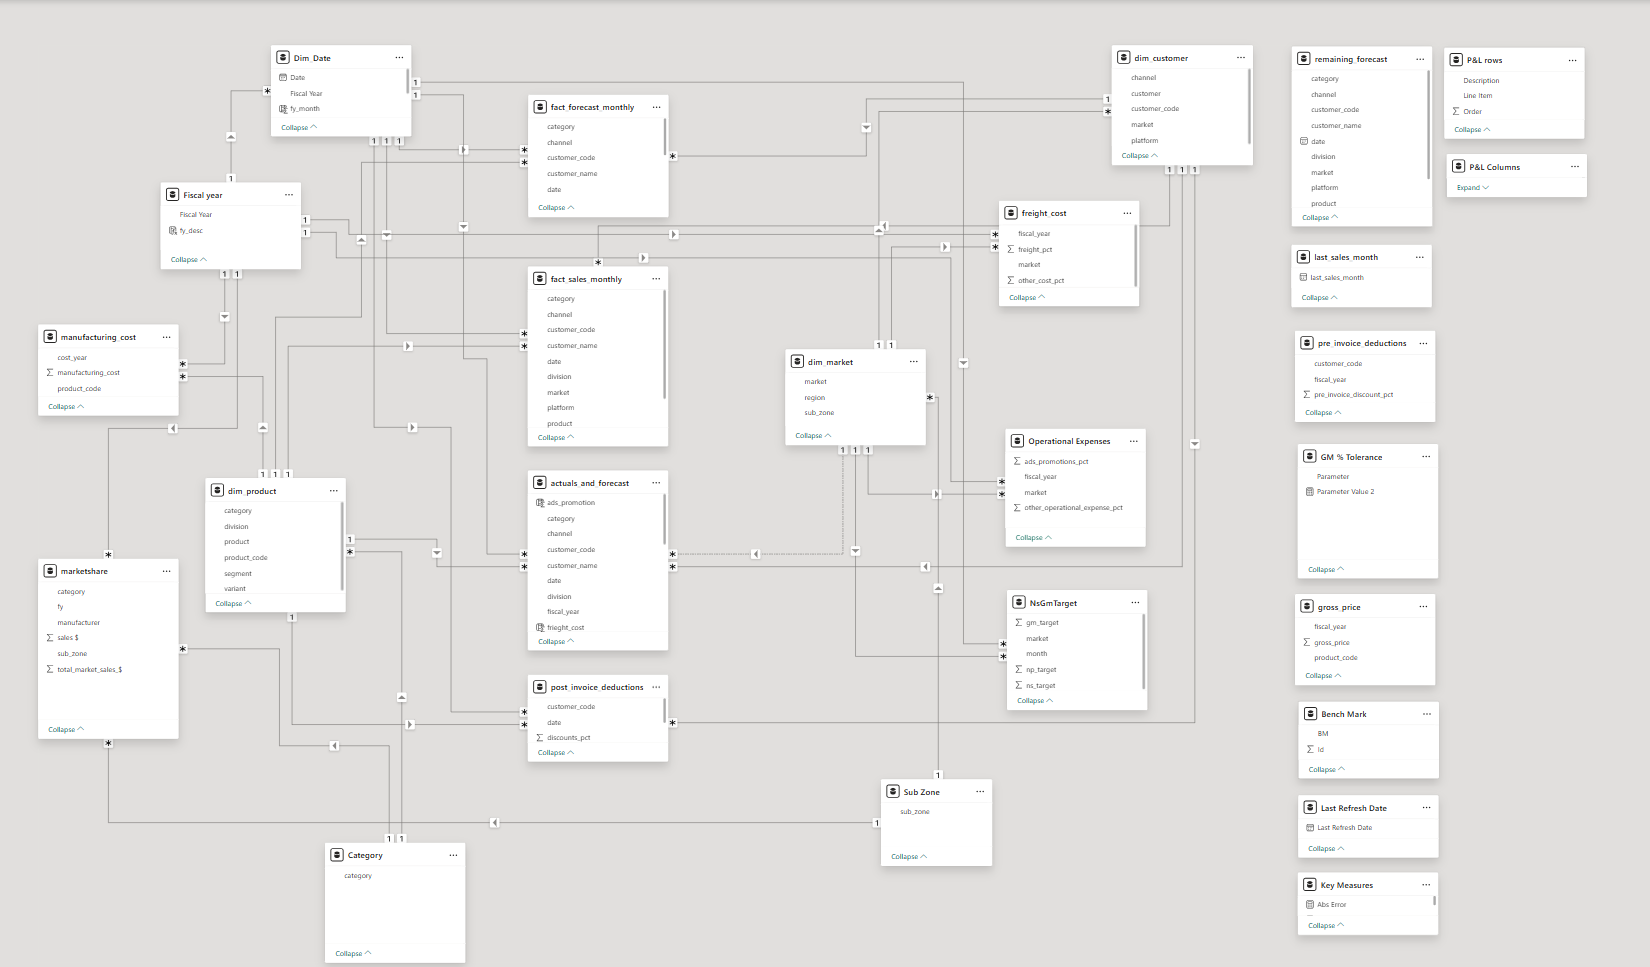 Dim_Date
Date
Fiscal Year
fy_month
Collapse
Fiscal year
Fiscal Year
fy_desc
Collapse
manufacturing_cost
cost_year
manufacturing_cost
product_code
Collapse
marketshare
category
fy
manufacturer
sales $
sub_zone
total_market_sales_$
Collapse
dim_product
category
division
product
product_code
segment
variant
Collapse
Category
category
Collapse
fact_forecast_monthly
category
channel
customer_code
customer_name
date
Collapse
fact_sales_monthly
category
channel
customer_code
customer_name
date
division
market
platform
product
Collapse
actuals_and_forecast
ads_promotion
category
channel
customer_code
customer_name
date
division
fiscal_year
frieght_cost
Collapse
post_invoice_deductions
customer_code
date
discounts_pct
Collapse
dim_market
market
region
sub_zone
Collapse
Sub Zone
sub_zone
Collapse
dim_customer
channel
customer
customer_code
market
platform
Collapse
freight_cost
fiscal_year
freight_pct
market
other_cost_pct
Collapse
Operational Expenses
ads_promotions_pct
fiscal_year
market
other_operational_expense_pct
Collapse
NsGmTarget
gm_target
market
month
np_target
ns_target
Collapse
remaining_forecast
category
channel
customer_code
customer_name
date
division
market
platform
product
Collapse
P&L rows
Description
Line Item
Order
Collapse
P&L Columns
Expand
last_sales_month
last_sales_month
Collapse
pre_invoice_deductions
customer_code
fiscal_year
pre_invoice_discount_pct
Collapse
GM % Tolerance
Parameter
Parameter Value 2
Collapse
gross_price
fiscal_year
gross_price
product_code
Collapse
Bench Mark
BM
Id
Collapse
Last Refresh Date
Last Refresh Date
Collapse
Key Measures
Abs Error
Collapse